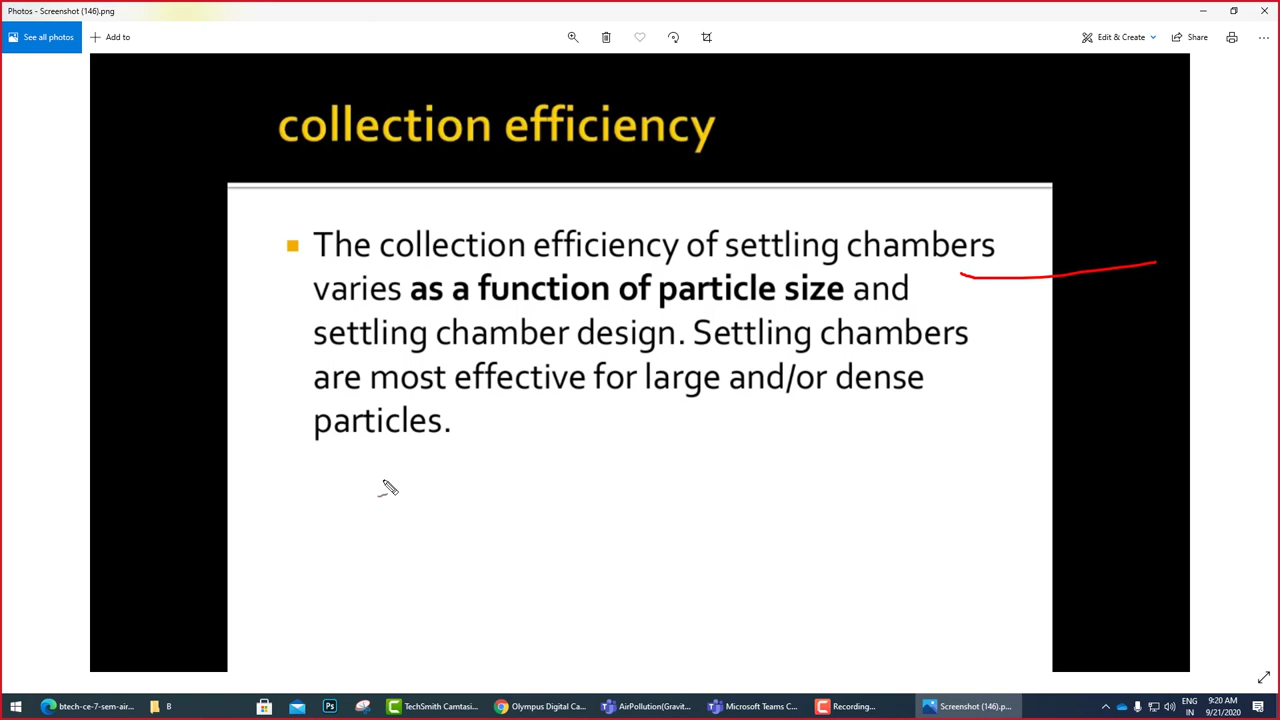 Photos - Screenshot (146).png
See all photos
Add to
Edit & Create
Share
collection efficiency
The collection efficiency of settling chambers
varies as a function of particle size and
settling chamber design. Settling chambers
are most effective for large and/or dense
particles.
btech-ce-7-sem-air...
B
Ps
TechSmith Camtasi...
Olympus Digital Ca...
AirPollution(Gravit...
Microsoft Teams C...
Recording...
Screenshot (146).p...
ENG
IN
9:20 AM
9/21/2020